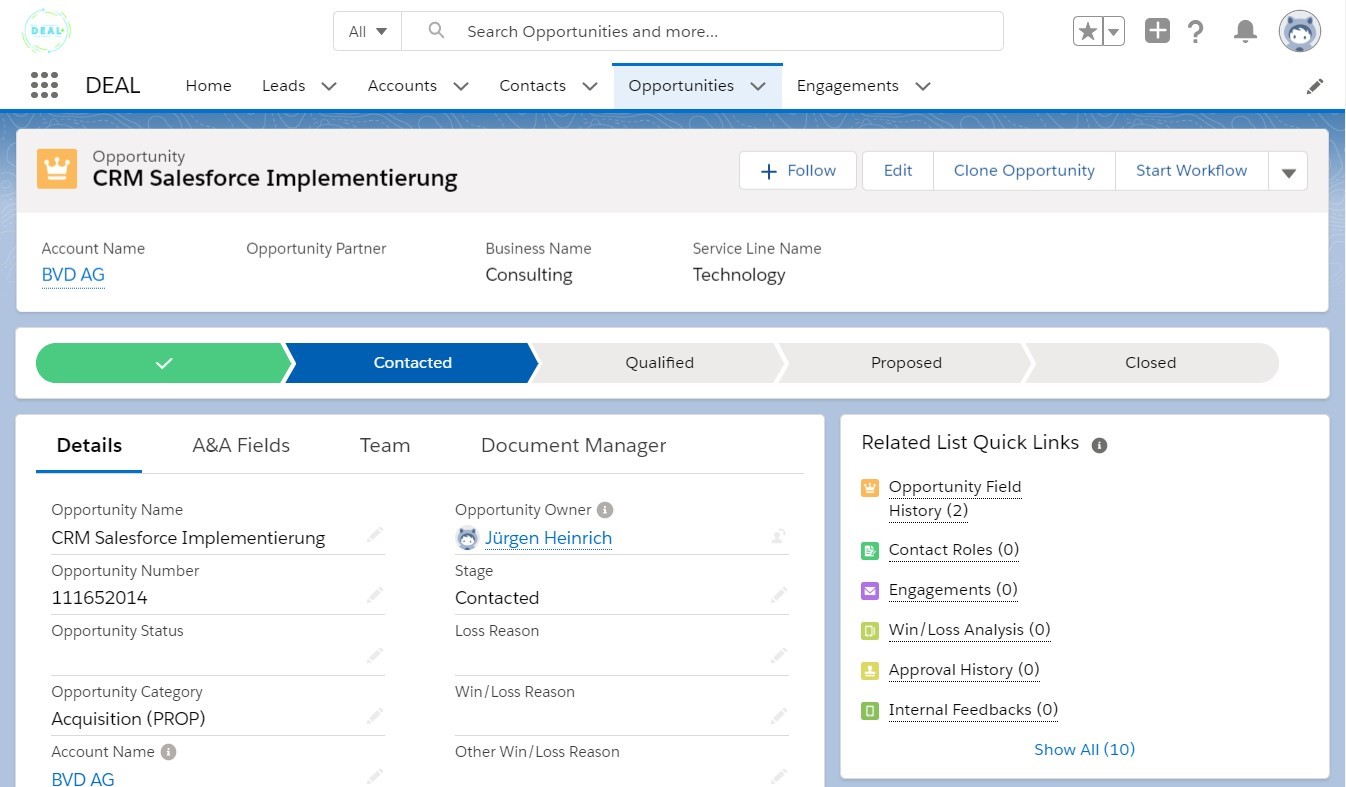 DEAL
All
Search Opportunities and more...
DEAL
Home
Leads
Accounts
Contacts
Opportunities
Engagements
Opportunity
CRM Salesforce Implementierung
Follow
Edit
Clone Opportunity
Start Workflow
Account Name
Opportunity Partner
Business Name
Service Line Name
BVD AG
Consulting
Technology
Contacted
Qualified
Proposed
Closed
Details
A&A Fields
Team
Document Manager
Opportunity Name
CRM Salesforce Implementierung
Opportunity Number
111652014
Opportunity Status
Opportunity Category
Acquisition (PROP)
Account Name
BVD AG
Opportunity Owner
Jürgen Heinrich
Stage
Contacted
Loss Reason
Win/Loss Reason
Other Win/Loss Reason
Related List Quick Links
Opportunity Field
History (2)
Contact Roles (0)
Engagements (0)
Win/Loss Analysis (0)
Approval History (0)
Internal Feedbacks (0)
Show All (10)